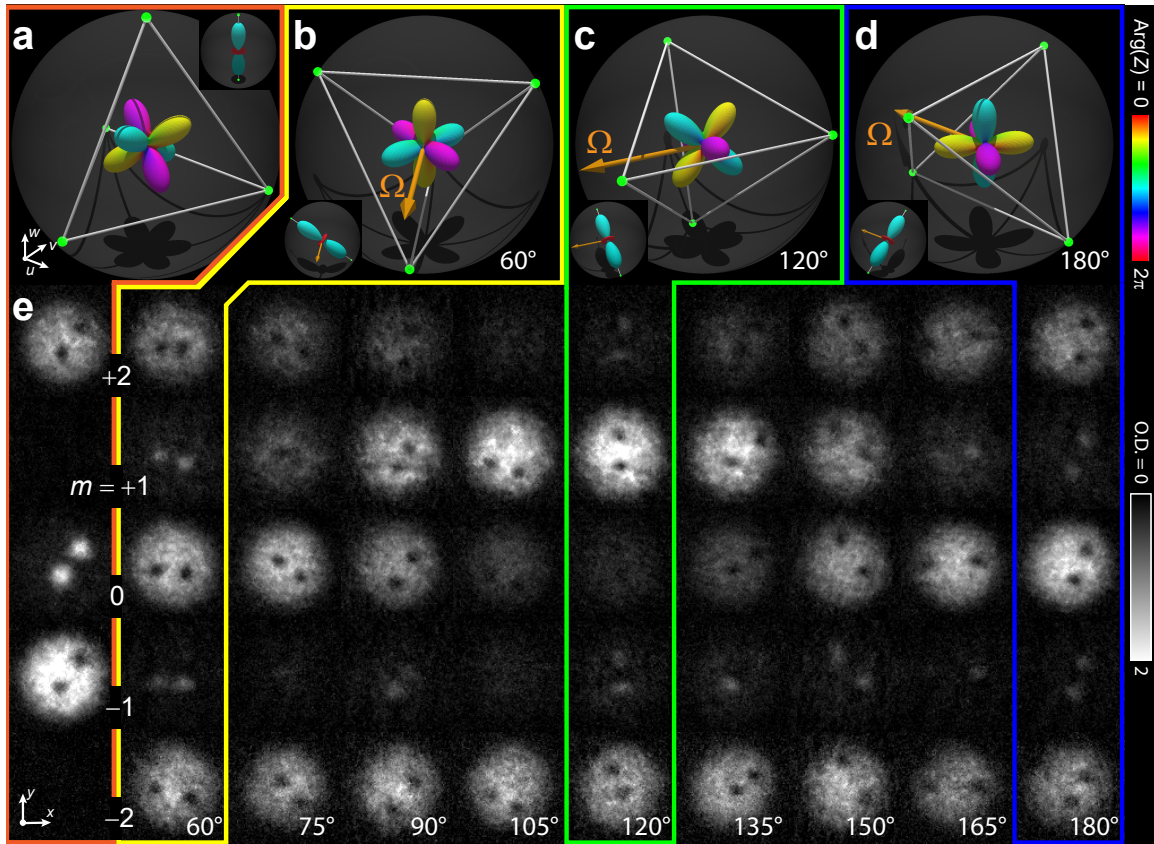 a
b
c
d
Ω
Ω
Ω
w
v
u
60°
120°
180°
Arg(Z) = 0
2π
e
+2
m = +1
0
−1
−2
y
x
60°
75°
90°
105°
120°
135°
150°
165°
180°
O.D. = 0
2